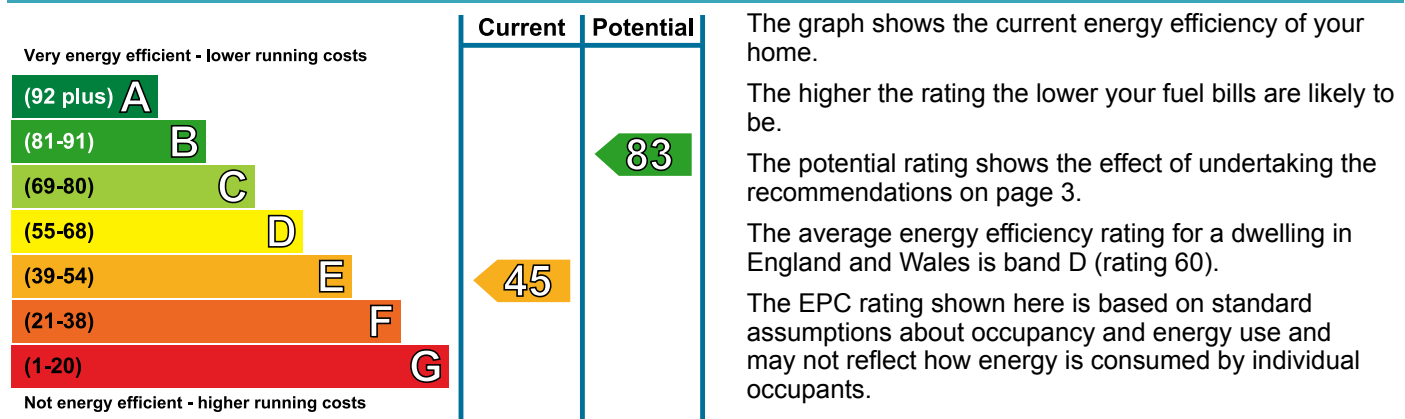 Current Potential
Very energy efficient - lower running costs
(92 plus) A
(81-91) B
83
(69-80) C
(55-68) D
(39-54) E
45
(21-38) F
(1-20) G
Not energy efficient - higher running costs
The graph shows the current energy efficiency of your
home.
The higher the rating the lower your fuel bills are likely to
be.
The potential rating shows the effect of undertaking the
recommendations on page 3.
The average energy efficiency rating for a dwelling in
England and Wales is band D (rating 60).
The EPC rating shown here is based on standard
assumptions about occupancy and energy use and
may not reflect how energy is consumed by individual
occupants.